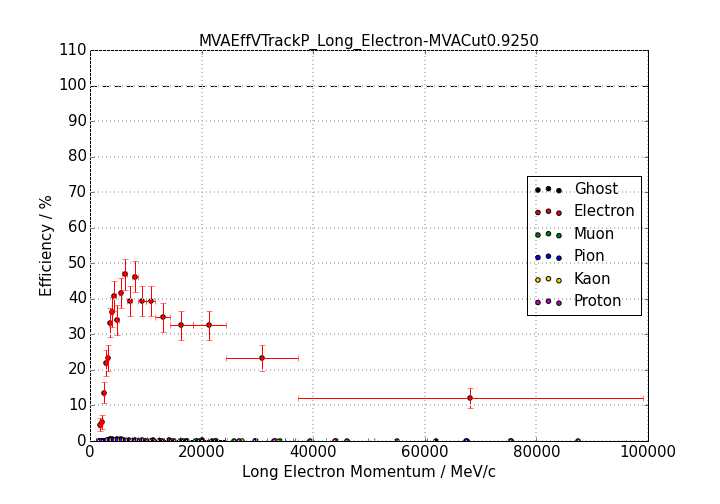 MVAEffVTrackP_Long_Electron-MVACut0.9250
110
100
90
80
70
60
50
40
30
20
10
0
Efficiency / %
Ghost
Electron
Muon
Pion
Kaon
Proton
0 20000 40000 60000 80000 100000
Long Electron Momentum / MeV/c